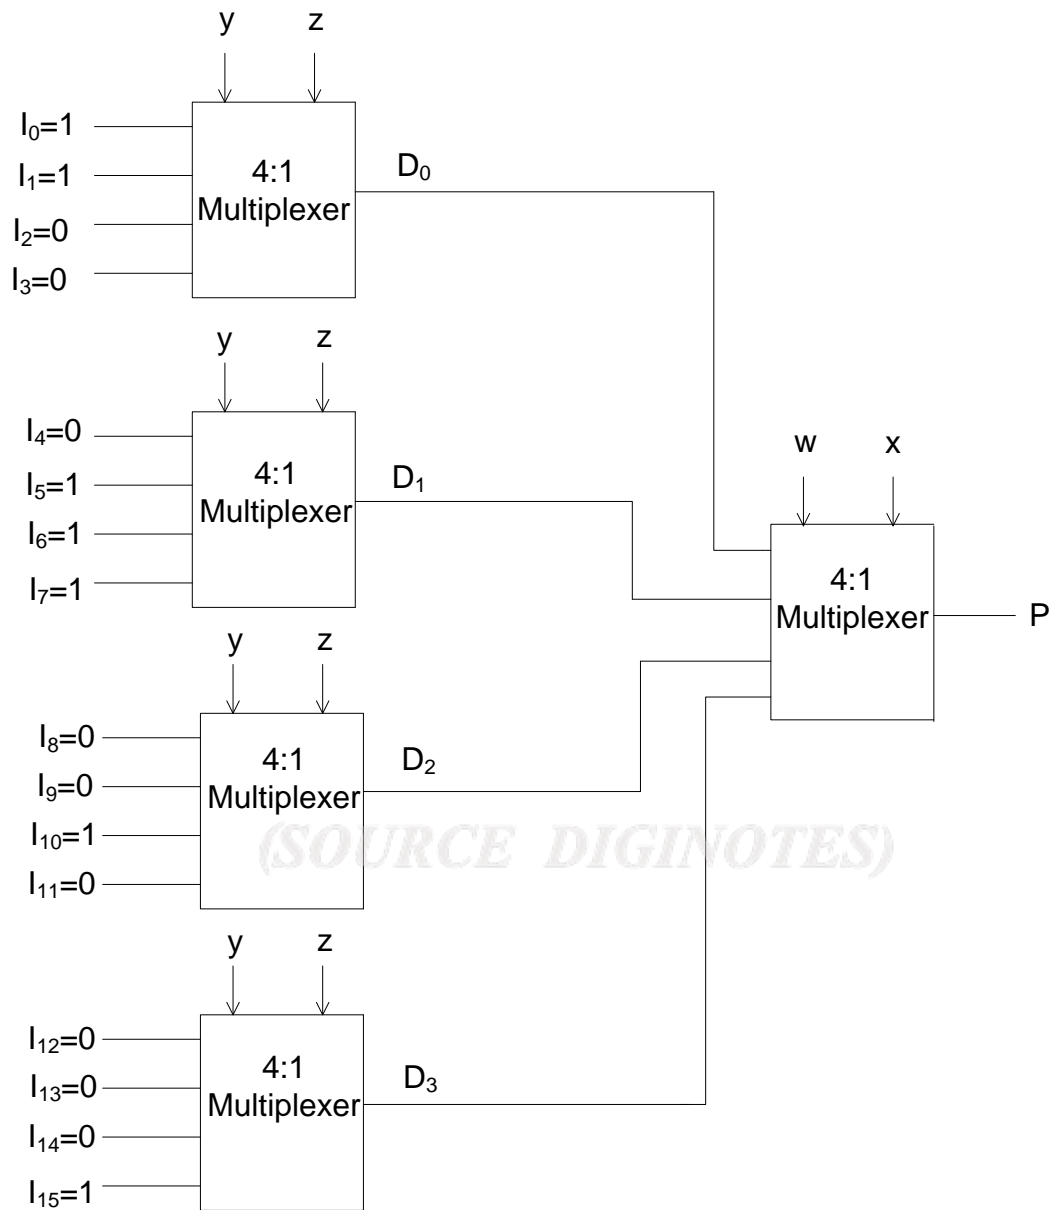 y z
I₀=1
I₁=1
I₂=0
I₃=0
4:1
Multiplexer
D₀
y z
I₄=0
I₅=1
I₆=1
I₇=1
4:1
Multiplexer
D₁
w x
4:1
Multiplexer
P
y z
I₈=0
I₉=0
I₁₀=1
I₁₁=0
4:1
Multiplexer
D₂
(SOURCE DIGINOTES)
y z
I₁₂=0
I₁₃=0
I₁₄=0
I₁₅=1
4:1
Multiplexer
D₃